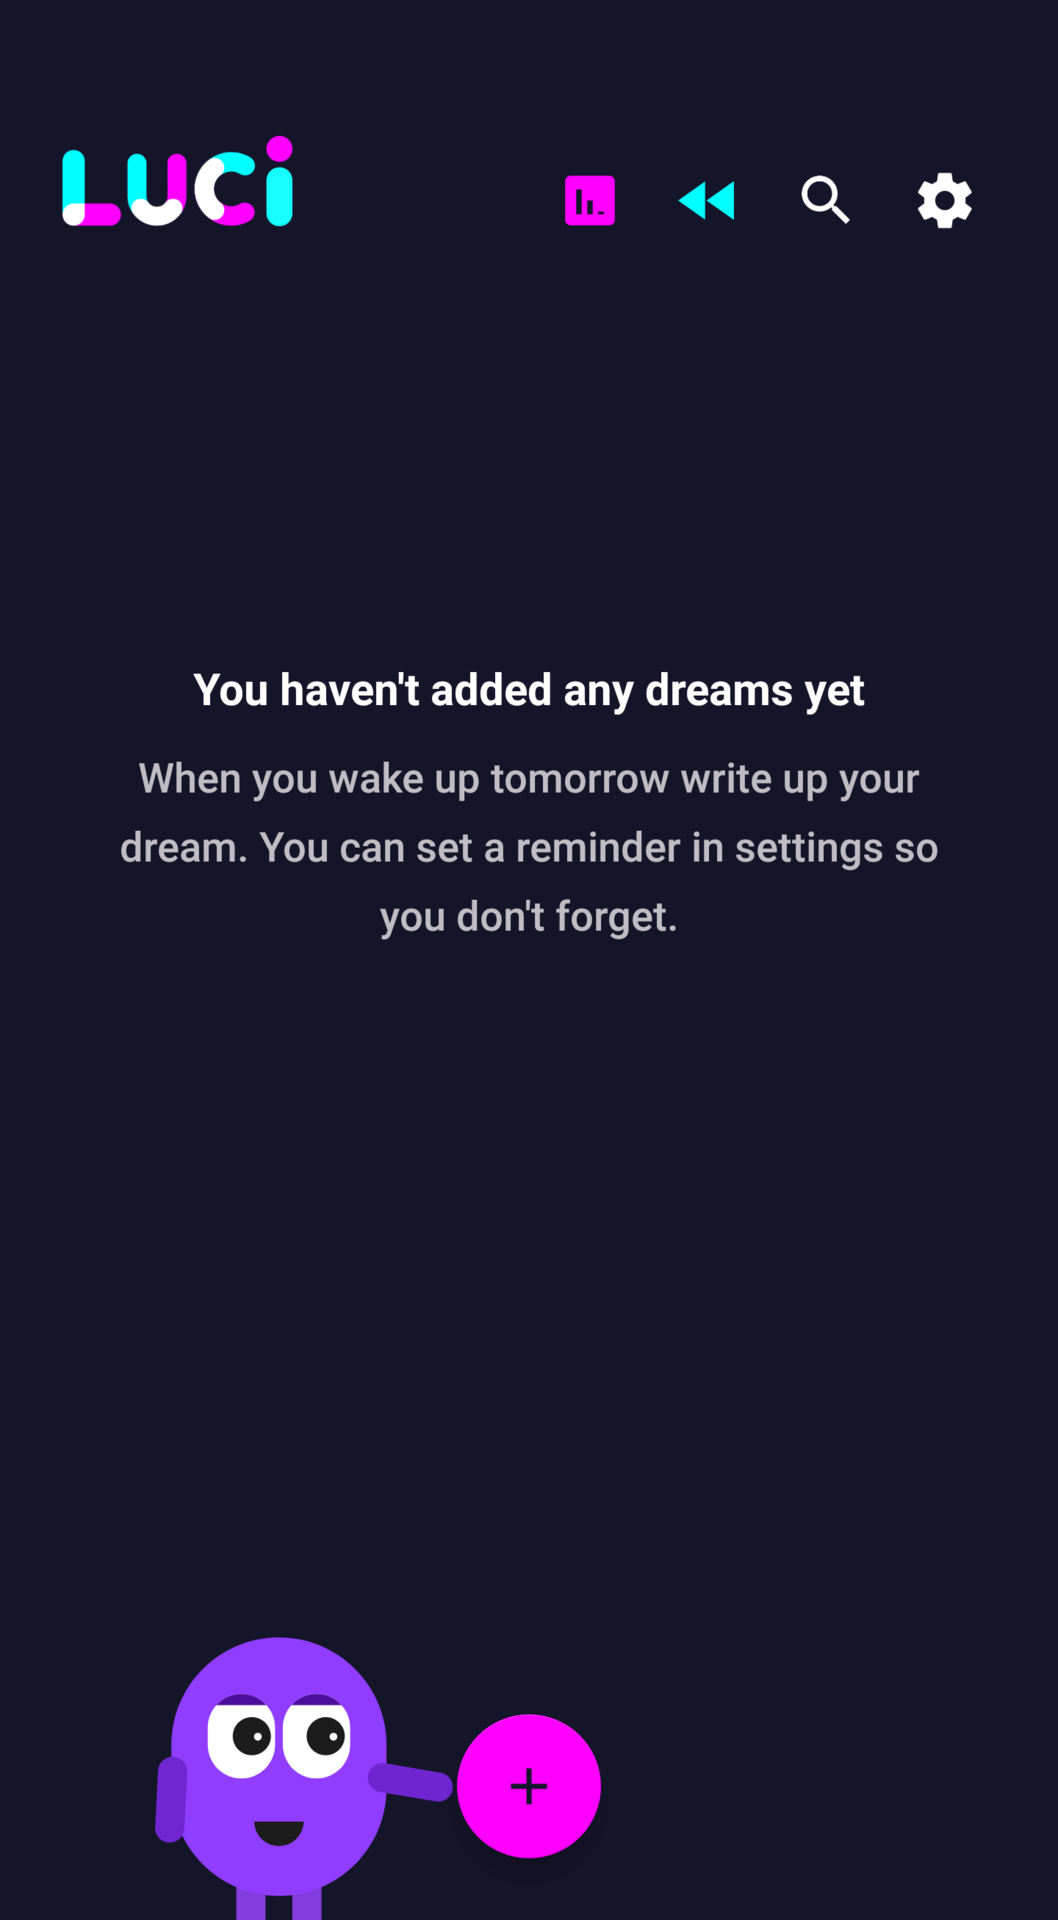 LUCi
You haven't added any dreams yet
When you wake up tomorrow write up your
dream. You can set a reminder in settings so
you don't forget.